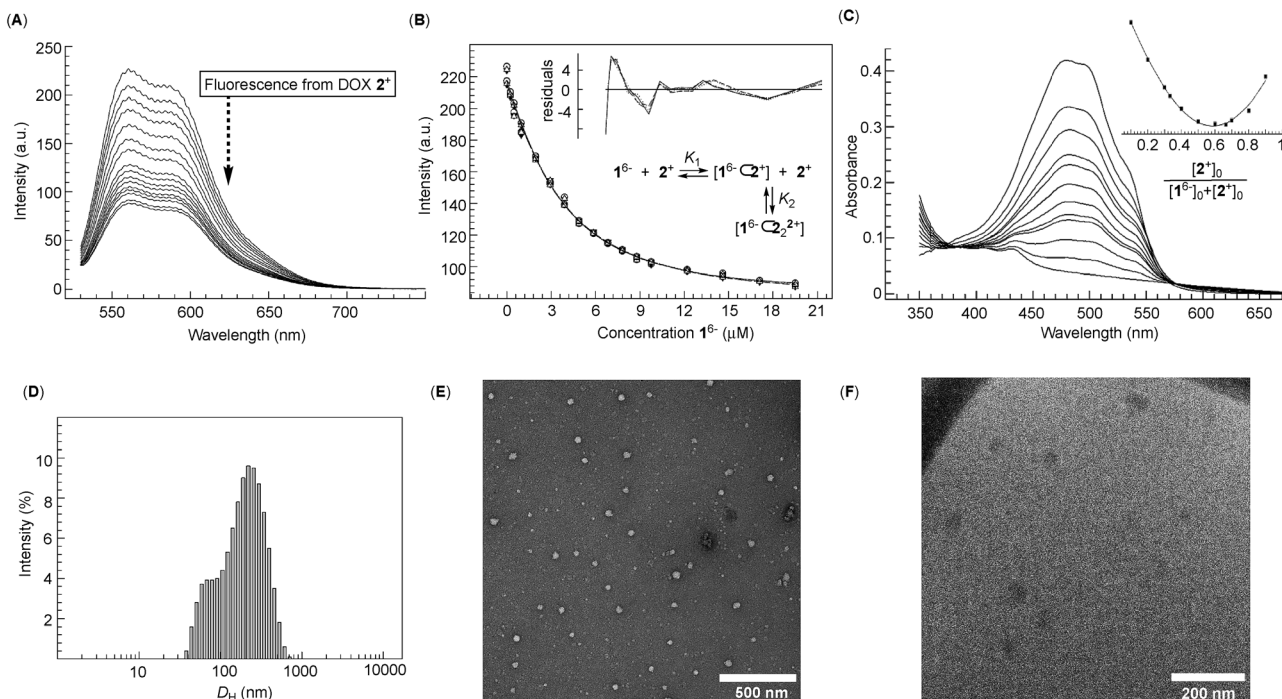 (A)
250
200
150
100
50
0
Intensity (a.u.)
Fluorescence from DOX 2⁺
550
600
650
700
Wavelength (nm)
(B)
220
200
180
160
140
120
100
Intensity (a.u.)
residuals
4
0
-4
1⁶⁻ + 2⁺ K₁ [1⁶⁻⊂2⁺] + 2⁺
K₂
[1⁶⁻⊂2₂²⁺]
0
3
6
9
12
15
18
21
Concentration 1⁶⁻ (μM)
(C)
0.4
0.3
0.2
0.1
0
Absorbance
0.2
0.4
0.6
0.8
1
[2⁺]₀
[1⁶⁻]₀+[2⁺]₀
350
400
450
500
550
600
650
Wavelength (nm)
(D)
10
8
6
4
2
Intensity (%)
10
100
1000
10000
D_H (nm)
(E)
500 nm
(F)
200 nm